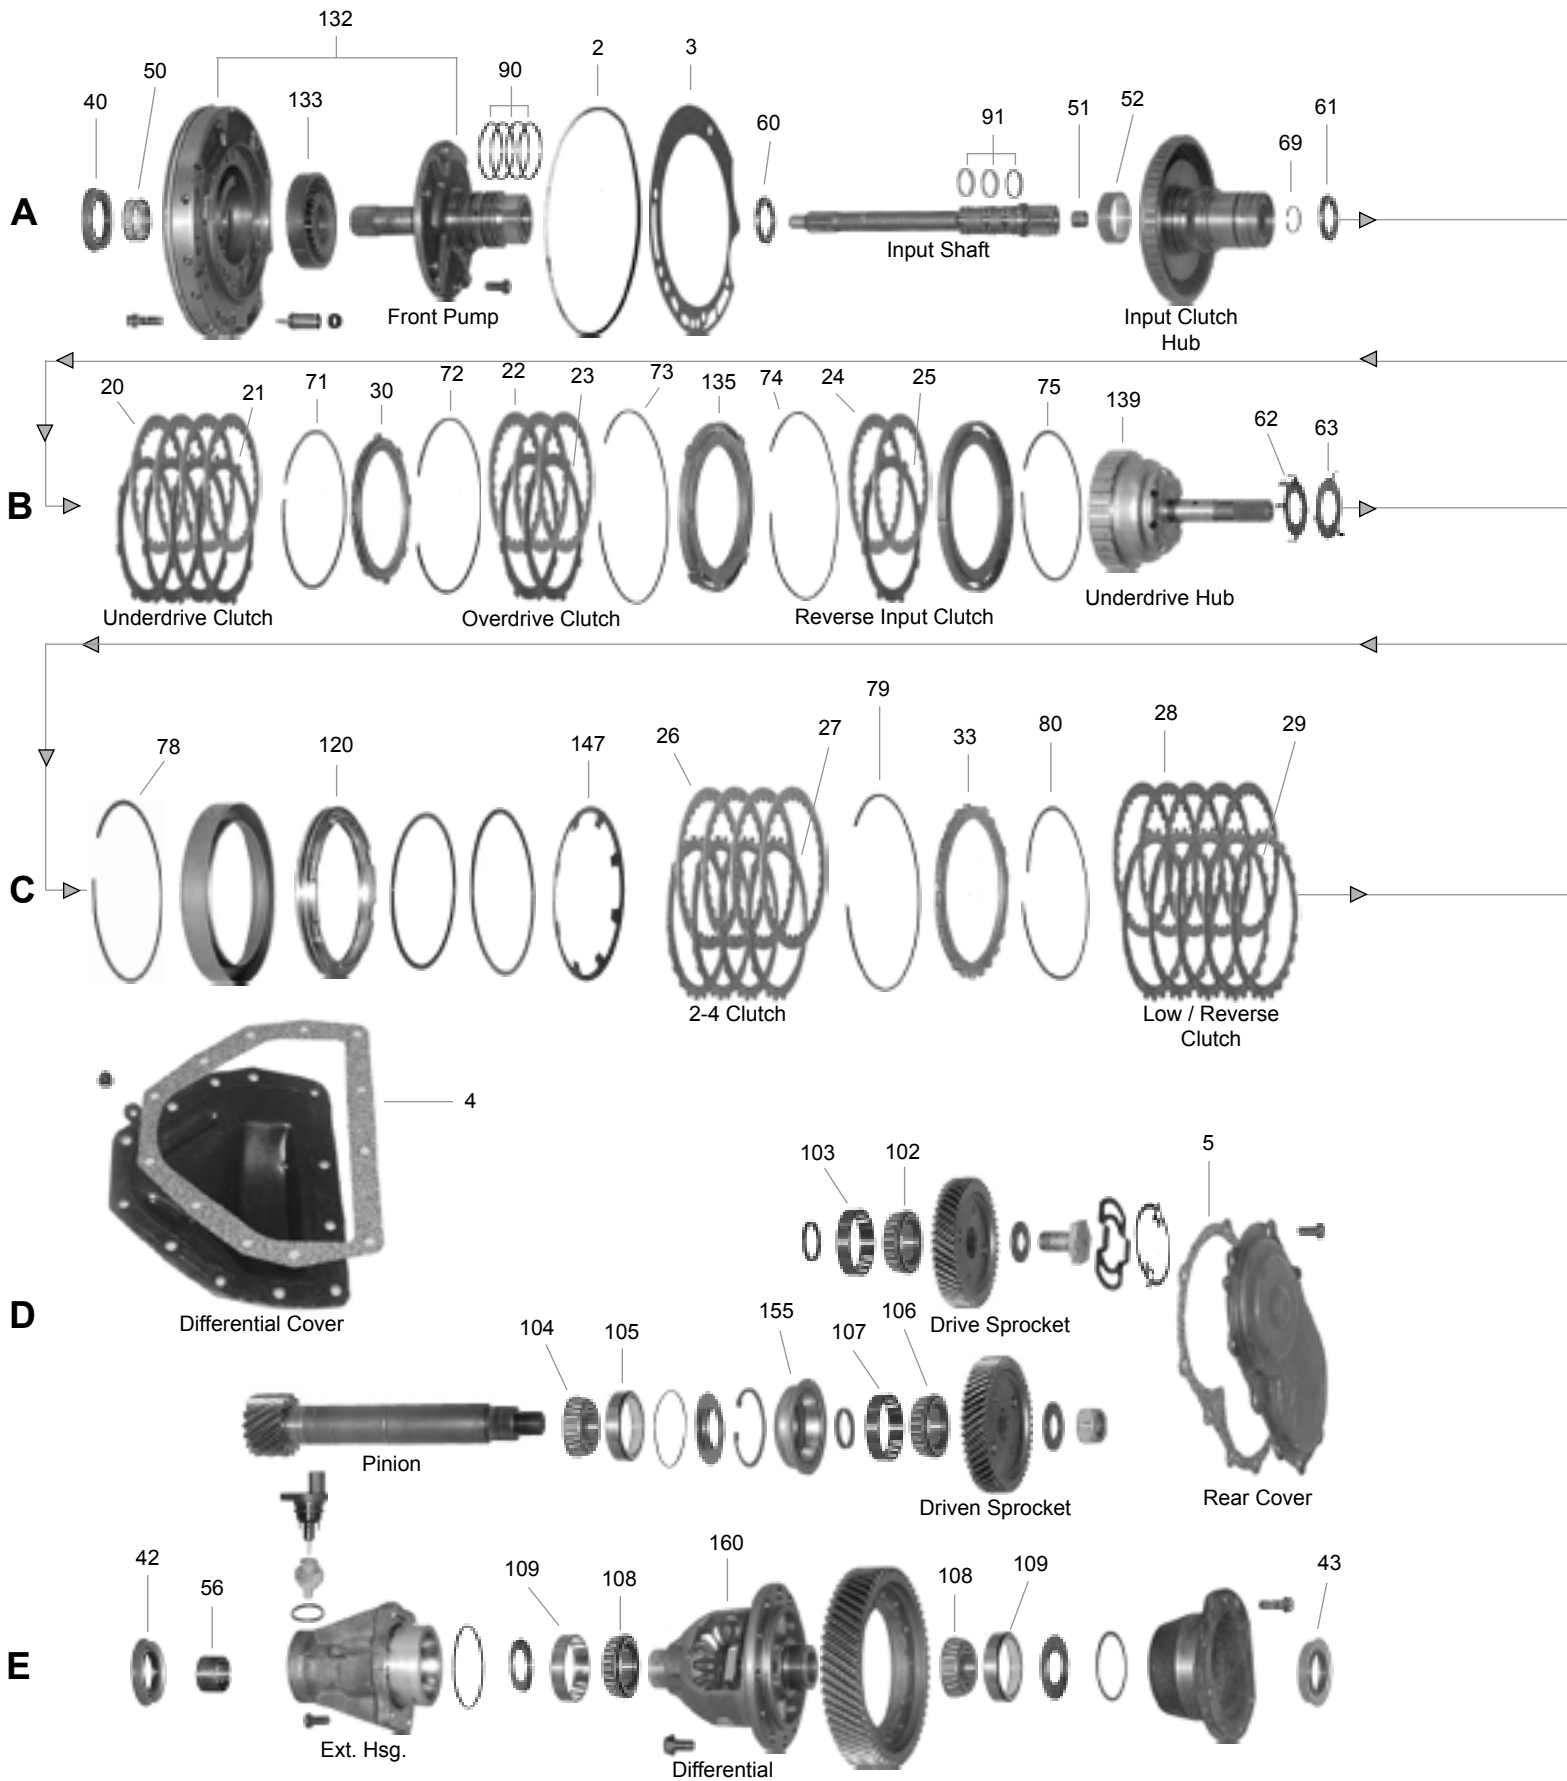 132
2
3
90
50
40
133
52
51
91
61
60
69
A
Input Shaft
Front Pump
Input Clutch
Hub
20
21
71
30
72
22
23
73
135
74
24
25
75
139
62
63
B
Underdrive Clutch
Overdrive Clutch
Reverse Input Clutch
Underdrive Hub
78
120
147
26
27
79
33
80
28
29
C
2-4 Clutch
Low / Reverse
Clutch
4
103
102
5
D
Differential Cover
104
105
155
107
106
Drive Sprocket
Pinion
Driven Sprocket
Rear Cover
42
56
109
108
160
108
109
43
E
Ext. Hsg.
Differential